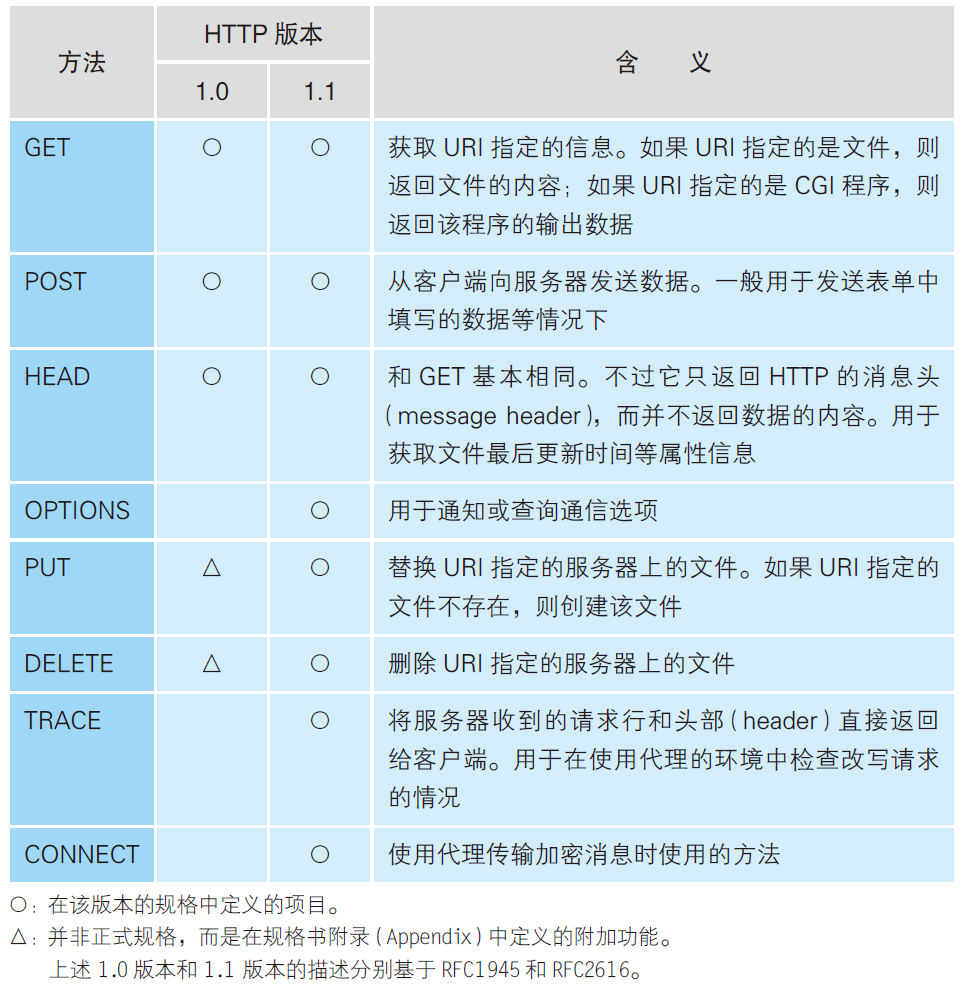 方法
HTTP 版本
含 义
1.0
1.1
GET
○
○
获取 URI 指定的信息。如果 URI 指定的是文件，则
返回文件的内容；如果 URI 指定的是 CGI 程序，则
返回该程序的输出数据
POST
○
○
从客户端向服务器发送数据。一般用于发送表单中
填写的数据等情况下
HEAD
○
○
和 GET 基本相同。不过它只返回 HTTP 的消息头
(message header)，而并不返回数据的内容。用于
获取文件最后更新时间等属性信息
OPTIONS
○
用于通知或查询通信选项
PUT
△
○
替换 URI 指定的服务器上的文件。如果 URI 指定的
文件不存在，则创建该文件
DELETE
△
○
删除 URI 指定的服务器上的文件
TRACE
○
将服务器收到的请求行和头部(header)直接返回
给客户端。用于在使用代理的环境中检查改写请求
的情况
CONNECT
○
使用代理传输加密消息时使用的方法
○：在该版本的规格中定义的项目。
△：并非正式规格，而是在规格书附录(Appendix)中定义的附加功能。
上述 1.0 版本和 1.1 版本的描述分别基于 RFC1945 和 RFC2616。